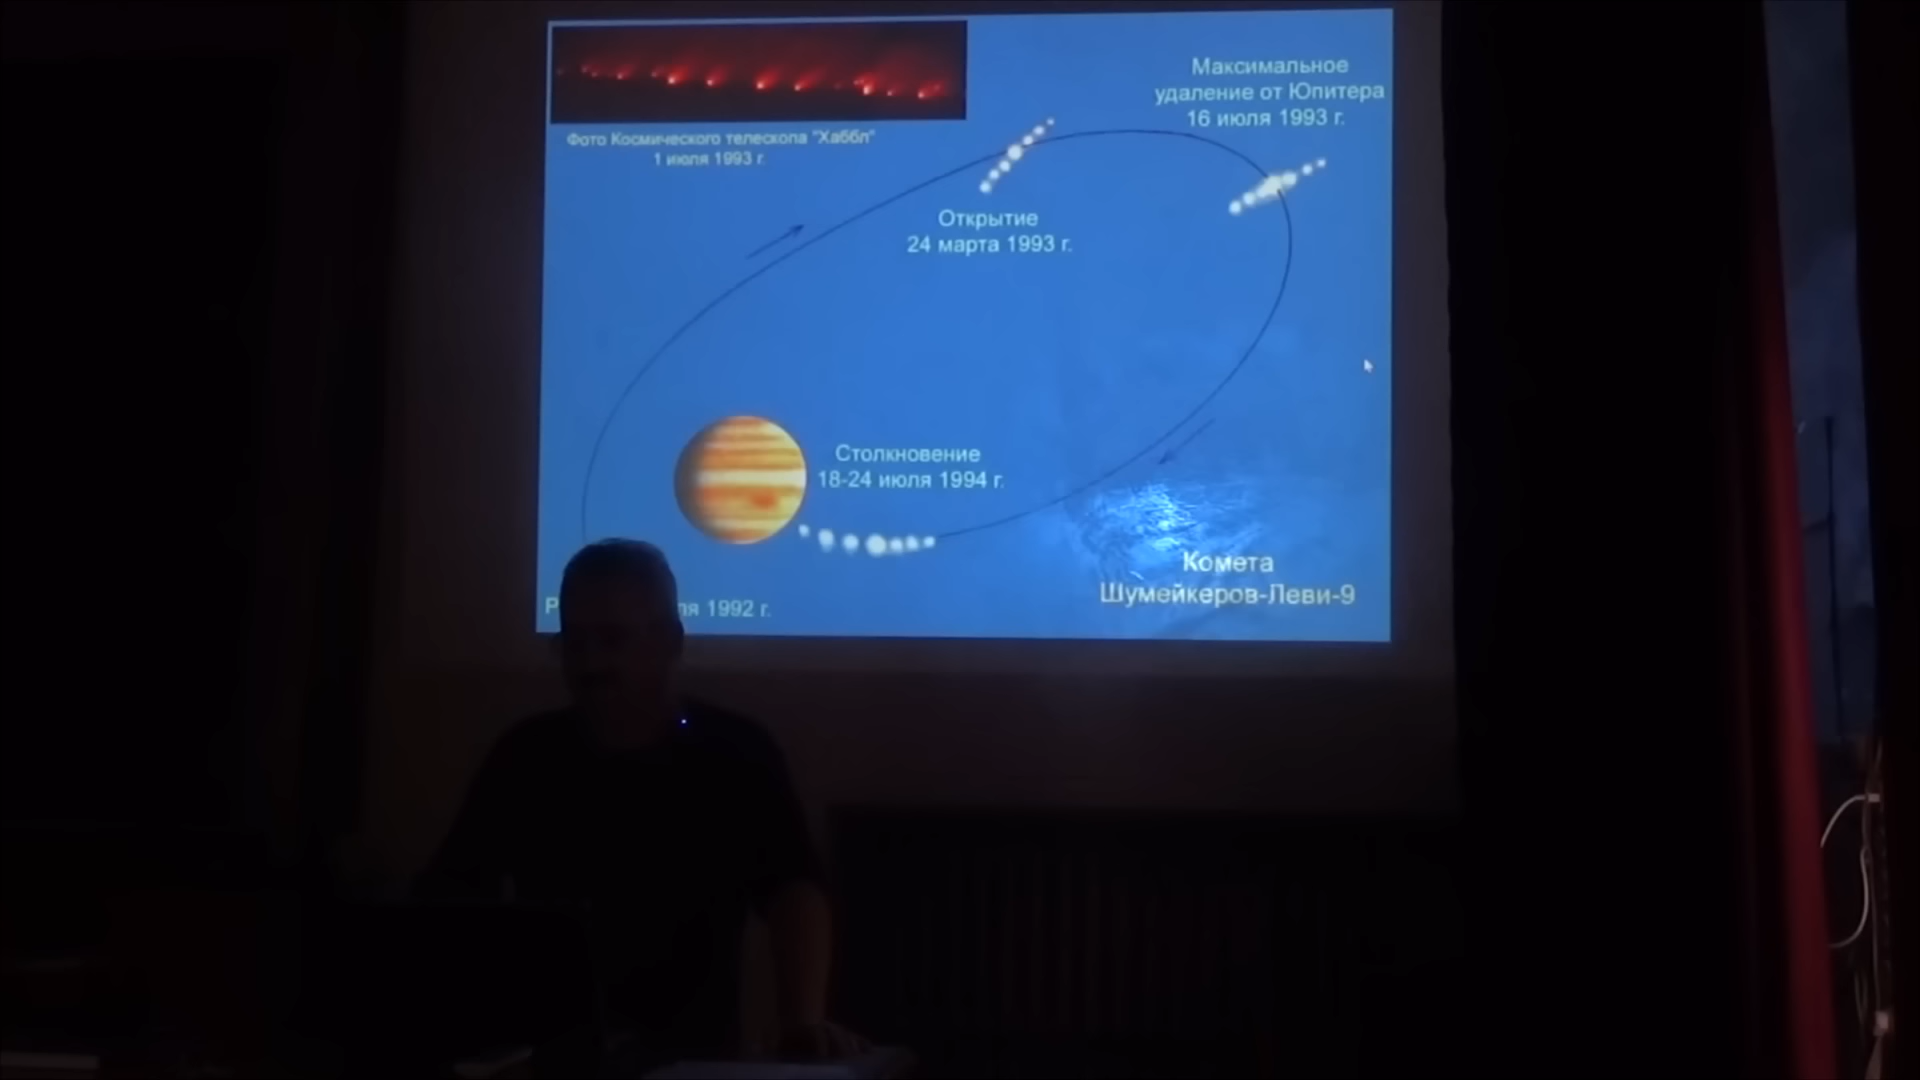 Максимальное
удаление от Юпитера
16 июля 1993 г.
Фото Космического телескопа "Хаббл"
1 июля 1993 г.
Открытие
24 марта 1993 г.
Столкновение
18-24 июля 1994 г.
Комета
Шумейкеров-Леви-9
1992 г.